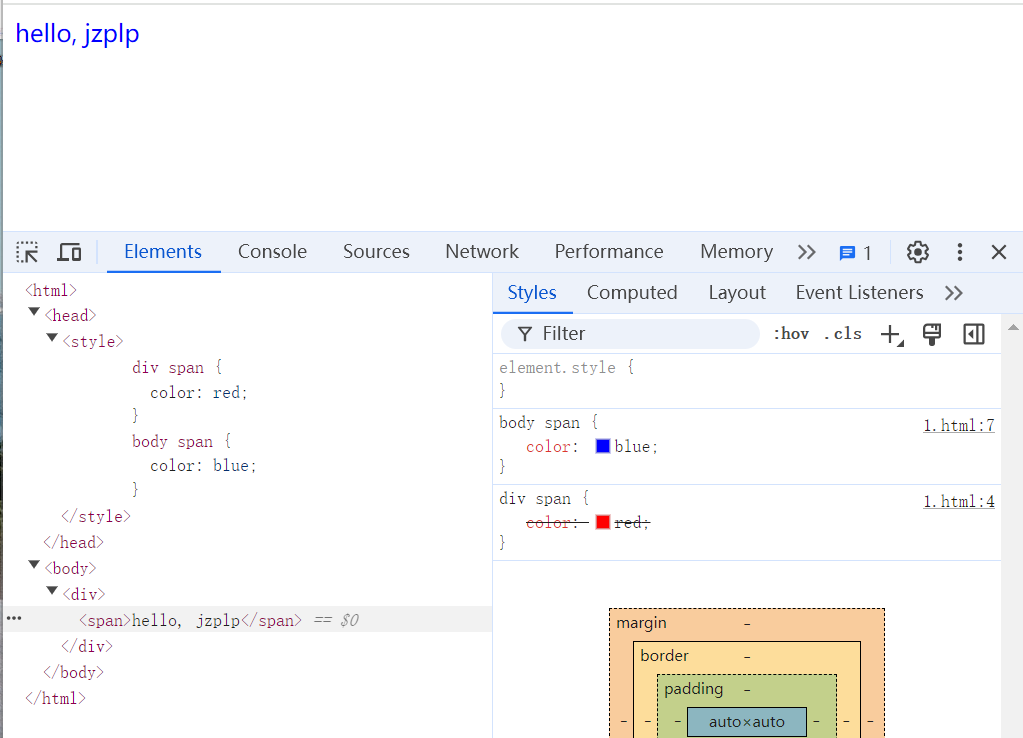 hello, jzplp
Elements Console Sources Network Performance Memory 1
<html>
<head>
<style>
div span {
color: red;
}
body span {
color: blue;
}
</style>
</head>
<body>
<div>
<span>hello, jzplp</span> == $0
</div>
</body>
</html>
Styles Computed Layout Event Listeners
Filter :hov .cls
element.style {
}
body span { 1.html:7
color: blue;
}
div span { 1.html:4
color: red;
}
margin -
border -
padding -
- - - auto×auto - - -